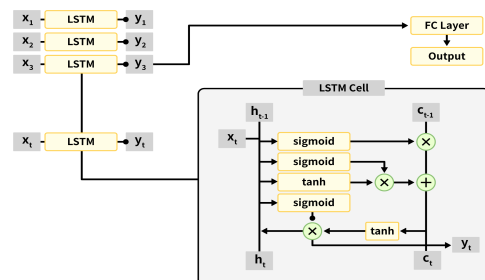 x1 LSTM y1
x2 LSTM y2
x3 LSTM y3
FC Layer
Output
xt LSTM yt
LSTM Cell
ht-1
ct-1
xt
sigmoid
×
sigmoid
tanh
×
+
sigmoid
×
tanh
yt
ht
ct